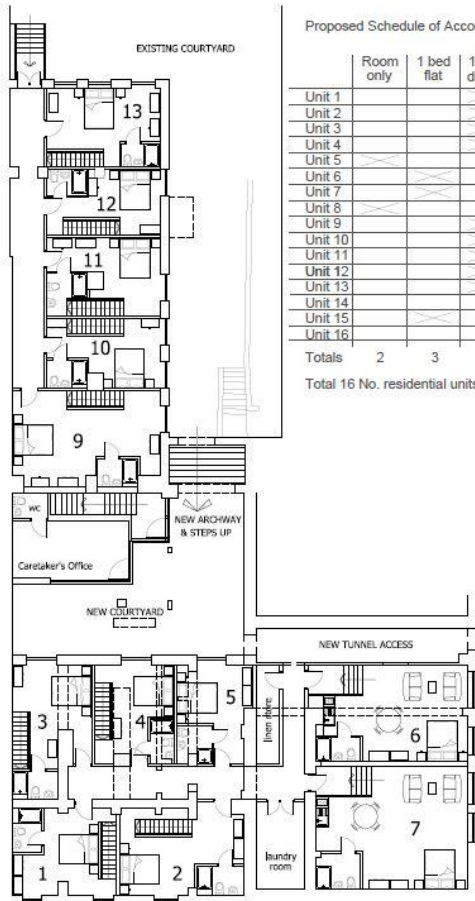 Proposed Schedule of Acco
Room only
1 bed flat
1
d
Unit 1
Unit 2
Unit 3
Unit 4
Unit 5
Unit 6
Unit 7
Unit 8
Unit 9
Unit 10
Unit 11
Unit 12
Unit 13
Unit 14
Unit 15
Unit 16
Totals 2 3
Total 16 No. residential units
EXISTING COURTYARD
13
12
11
10
9
WC
NEW ARCHWAY
& STEPS UP
Caretaker's Office
NEW COURTYARD
NEW TUNNEL ACCESS
3
4
5
linen store
6
1
2
laundry
room
7